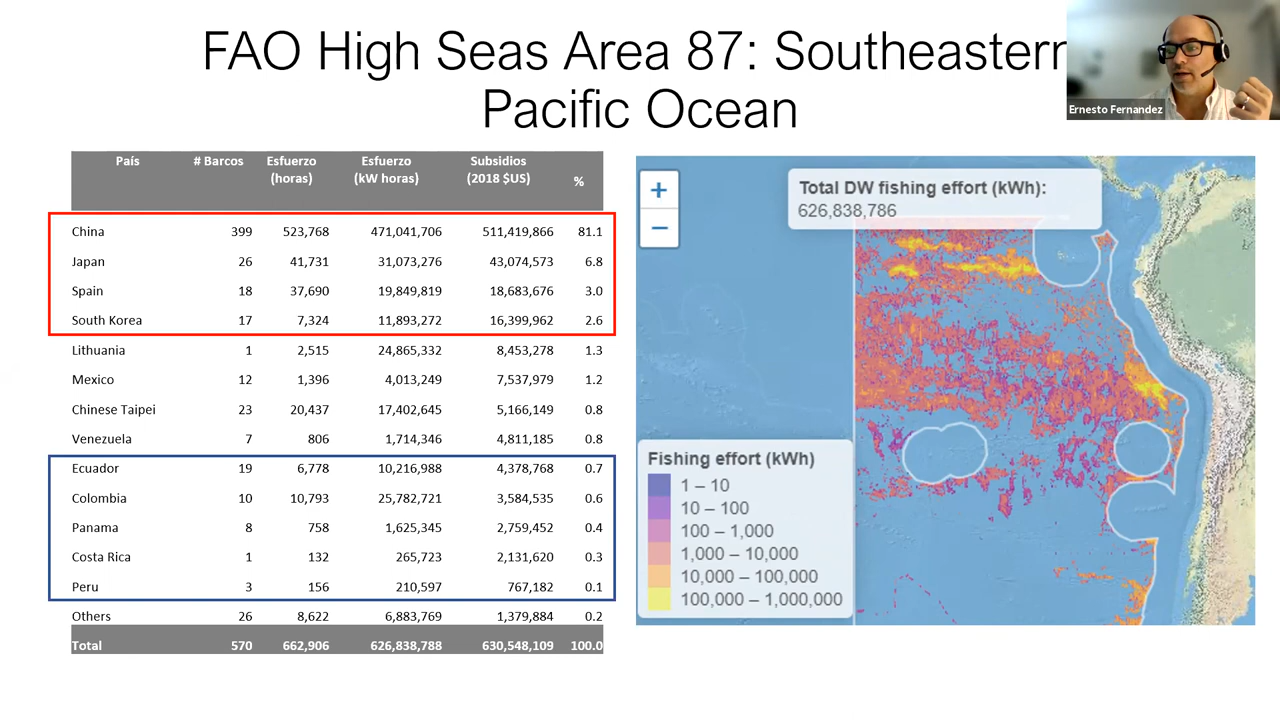 FAO High Seas Area 87: Southeastern
Pacific Ocean
Ernesto Fernandez
País # Barcos Esfuerzo (horas) Esfuerzo (kW horas) Subsidios (2018 $US) %
China 399 523,768 471,041,706 511,419,866 81.1
Japan 26 41,731 31,073,276 43,074,573 6.8
Spain 18 37,690 19,849,819 18,683,676 3.0
South Korea 17 7,324 11,893,272 16,399,962 2.6
Lithuania 1 2,515 24,865,332 8,453,278 1.3
Mexico 12 1,396 4,013,249 7,537,979 1.2
Chinese Taipei 23 20,437 17,402,645 5,166,149 0.8
Venezuela 7 806 1,714,346 4,811,185 0.8
Ecuador 19 6,778 10,216,988 4,378,768 0.7
Colombia 10 10,793 25,782,721 3,584,535 0.6
Panama 8 758 1,625,345 2,759,452 0.4
Costa Rica 1 132 265,723 2,131,620 0.3
Peru 3 156 210,597 767,182 0.1
Others 26 8,622 6,883,769 1,379,884 0.2
Total 570 662,906 626,838,788 630,548,109 100.0
+
−
Total DW fishing effort (kWh):
626,838,786
Fishing effort (kWh)
1 – 10
10 – 100
100 – 1,000
1,000 – 10,000
10,000 – 100,000
100,000 – 1,000,000